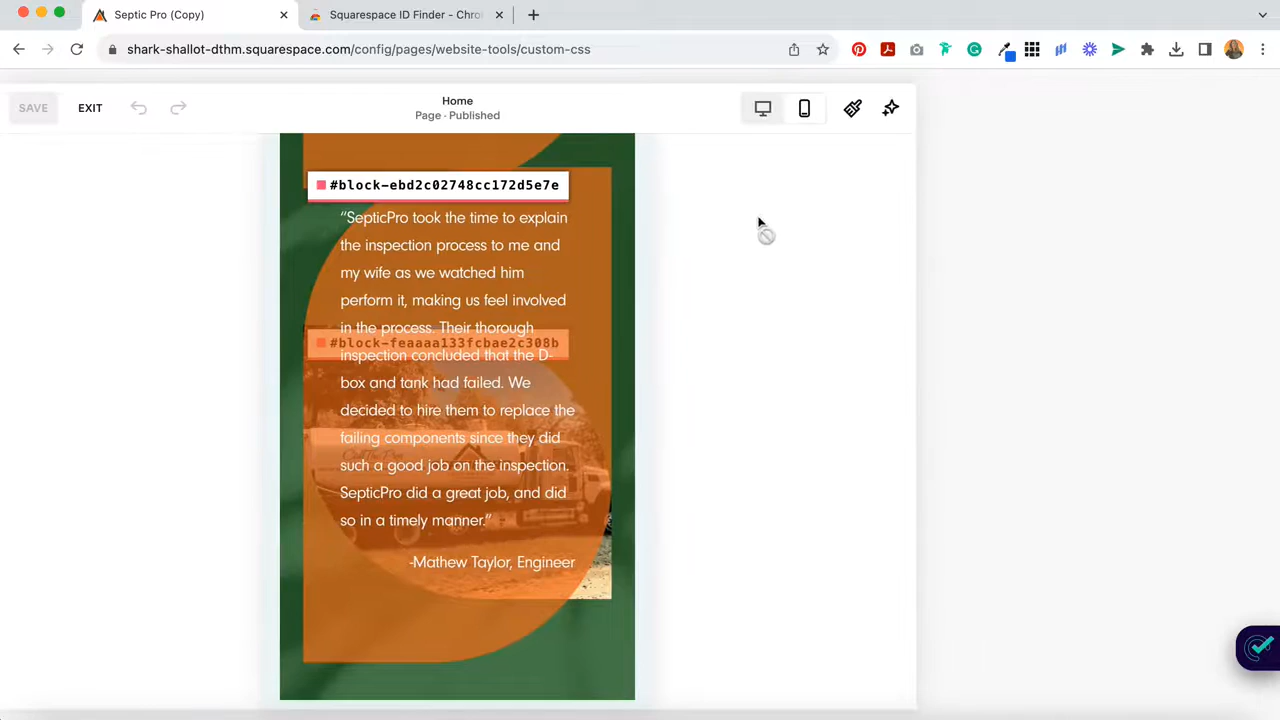 Septic Pro (Copy)
Squarespace ID Finder - Chro
shark-shallot-dthm.squarespace.com/config/pages/website-tools/custom-css
SAVE
EXIT
Home
Page · Published
#block-ebd2c02748cc172d5e7e
“SepticPro took the time to explain
the inspection process to me and
my wife as we watched him
perform it, making us feel involved
in the process. Their thorough
#block-feaaaa133fcbae2c308b
inspection concluded that the D-
box and tank had failed. We
decided to hire them to replace the
failing components since they did
such a good job on the inspection.
SepticPro did a great job, and did
so in a timely manner.”
-Mathew Taylor, Engineer